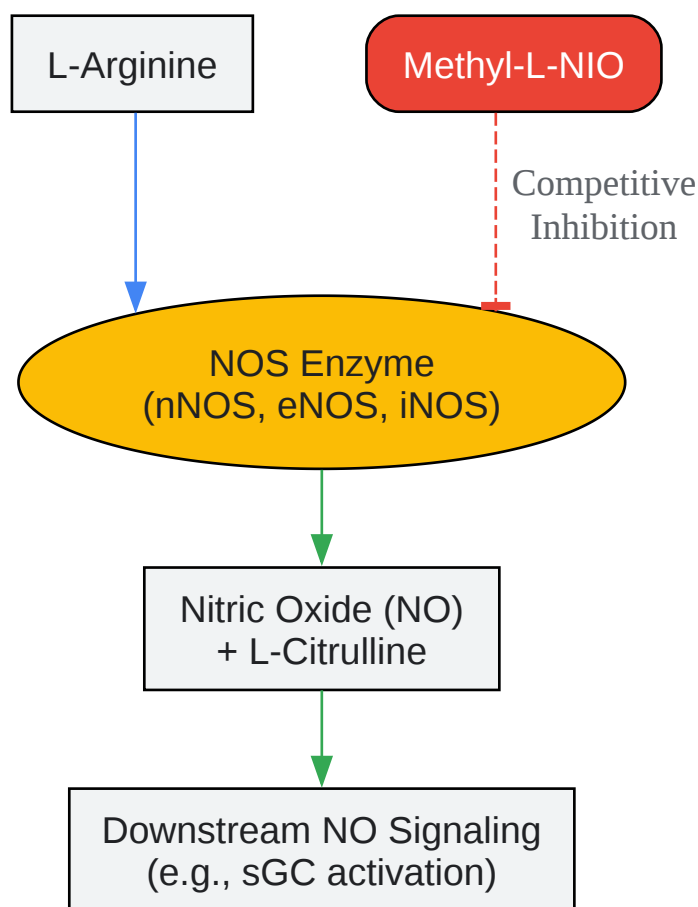 L-Arginine
Methyl-L-NIO
Competitive
Inhibition
NOS Enzyme
(nNOS, eNOS, iNOS)
Nitric Oxide (NO)
+ L-Citrulline
Downstream NO Signaling
(e.g., sGC activation)